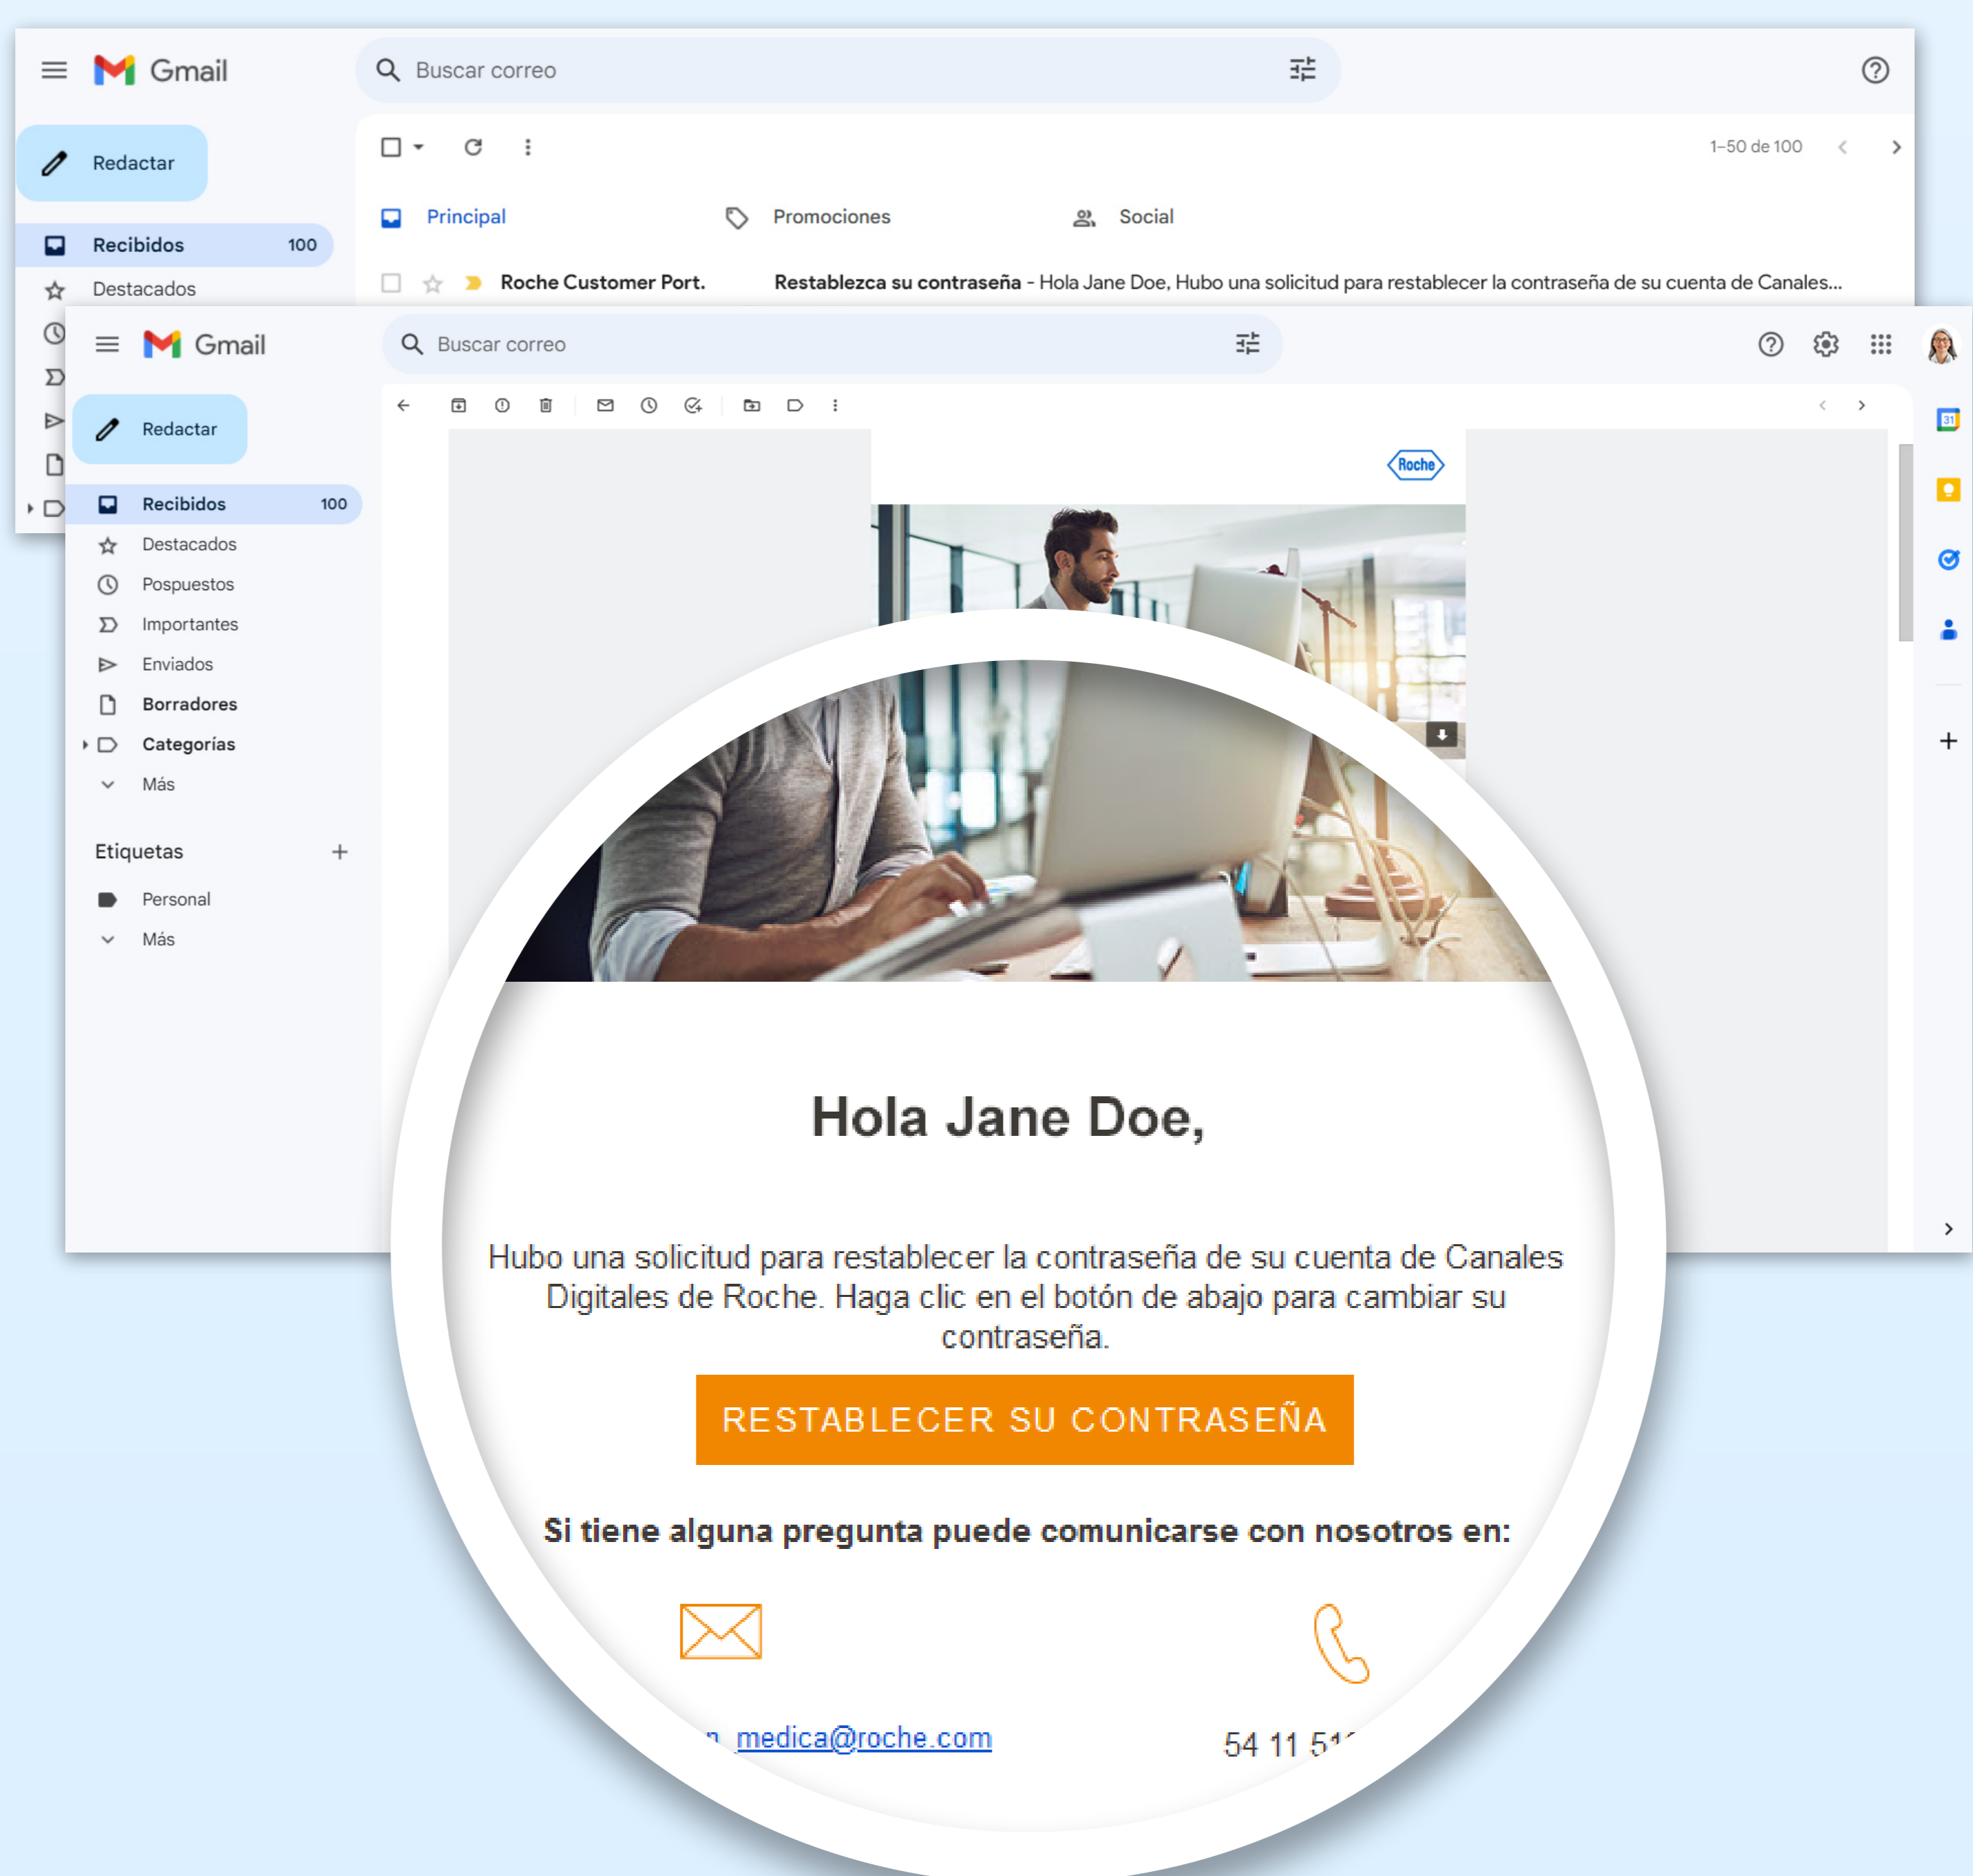 Gmail
Buscar correo
Redactar
1–50 de 100
Principal
Promociones
Social
Recibidos 100
Roche Customer Port. Restablezca su contraseña - Hola Jane Doe, Hubo una solicitud para restablecer la contraseña de su cuenta de Canales...
Destacados
Gmail
Buscar correo
Redactar
31
Roche
Recibidos 100
Destacados
Pospuestos
Importantes
Enviados
Borradores
Categorías
Más
Etiquetas
Personal
Más
Hola Jane Doe,
Hubo una solicitud para restablecer la contraseña de su cuenta de Canales
Digitales de Roche. Haga clic en el botón de abajo para cambiar su
contraseña.
RESTABLECER SU CONTRASEÑA
Si tiene alguna pregunta puede comunicarse con nosotros en:
medica@roche.com
54 11